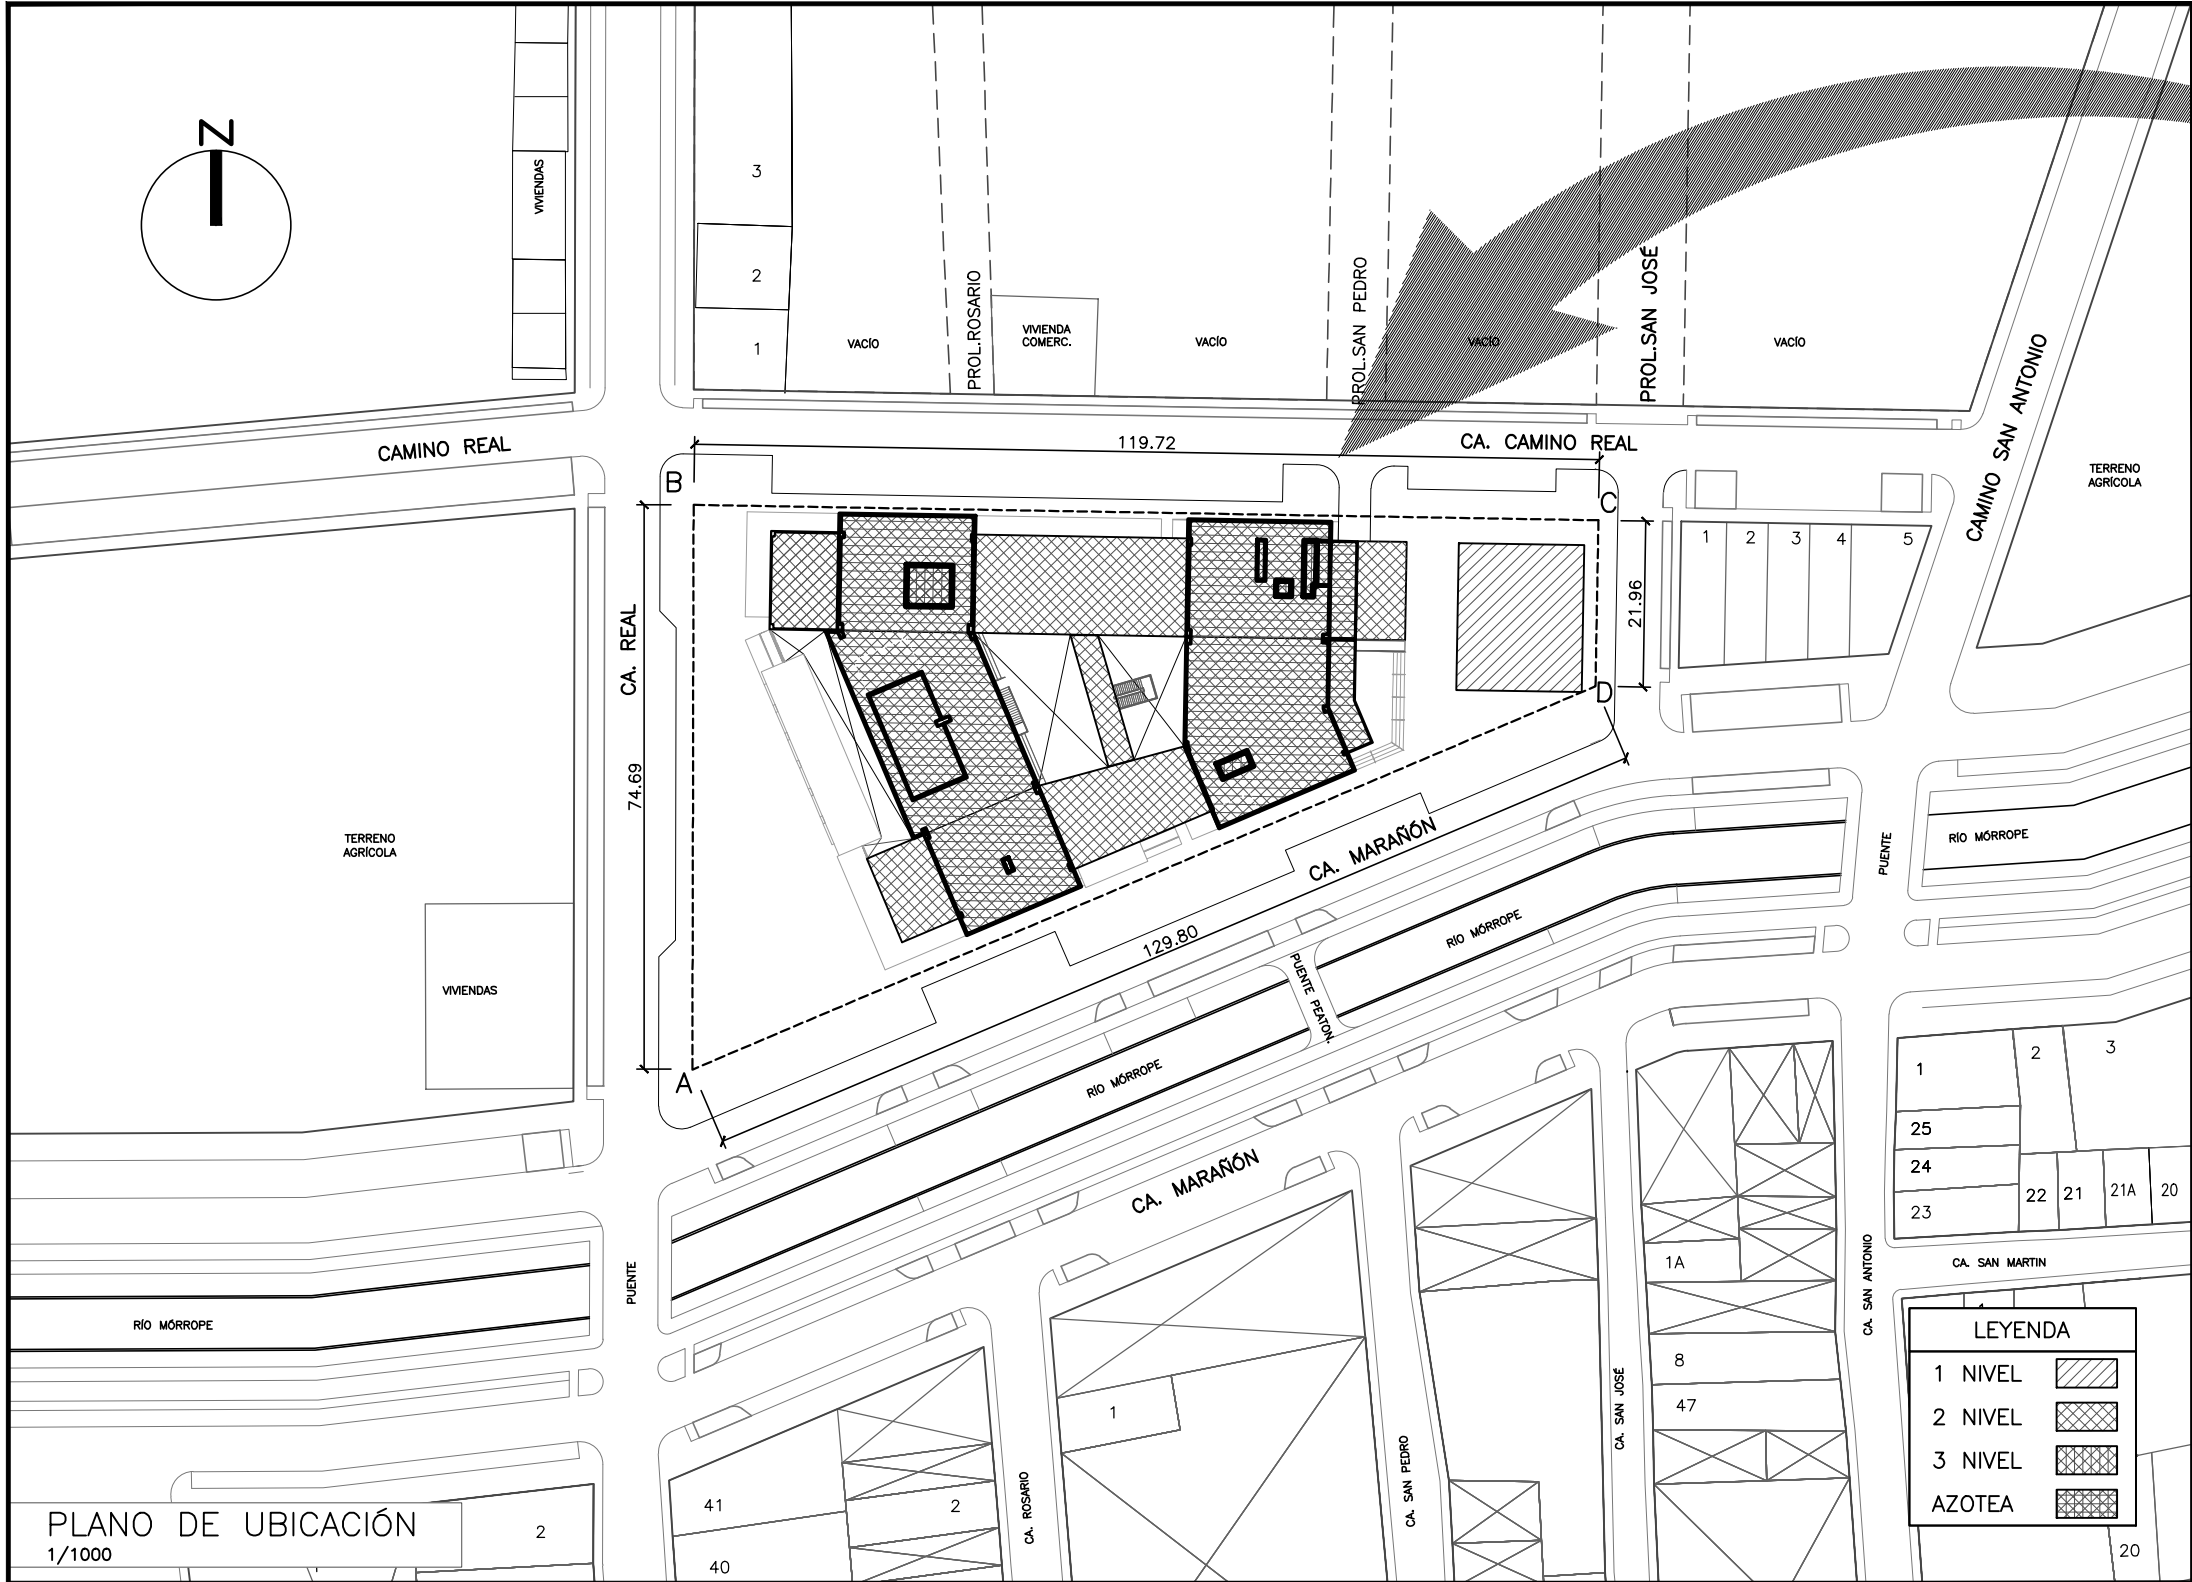 N
VIVIENDAS
3
2
1
VACÍO
PROL.ROSARIO
VIVIENDA
COMERC.
VACÍO
PROL.SAN PEDRO
VACÍO
PROL.SAN JOSÉ
VACÍO
CAMINO SAN ANTONIO
TERRENO
AGRÍCOLA
CAMINO REAL
119.72
CA. CAMINO REAL
B
C
1
2
3
4
5
21.96
CA. REAL
74.69
D
TERRENO
AGRÍCOLA
VIVIENDAS
CA. MARAÑÓN
129.80
RÍO MÓRROPE
PUENTE
RÍO MÓRROPE
PUENTE PEATON.
A
RÍO MÓRROPE
CA. MARAÑÓN
1
2
3
25
24
23
22
21
21A
20
CA. SAN MARTIN
CA. SAN ANTONIO
1A
8
47
CA. SAN JOSÉ
CA. SAN PEDRO
1
CA. ROSARIO
PUENTE
RÍO MÓRROPE
41
40
2
2
20
LEYENDA
1 NIVEL
2 NIVEL
3 NIVEL
AZOTEA
PLANO DE UBICACIÓN
1/1000